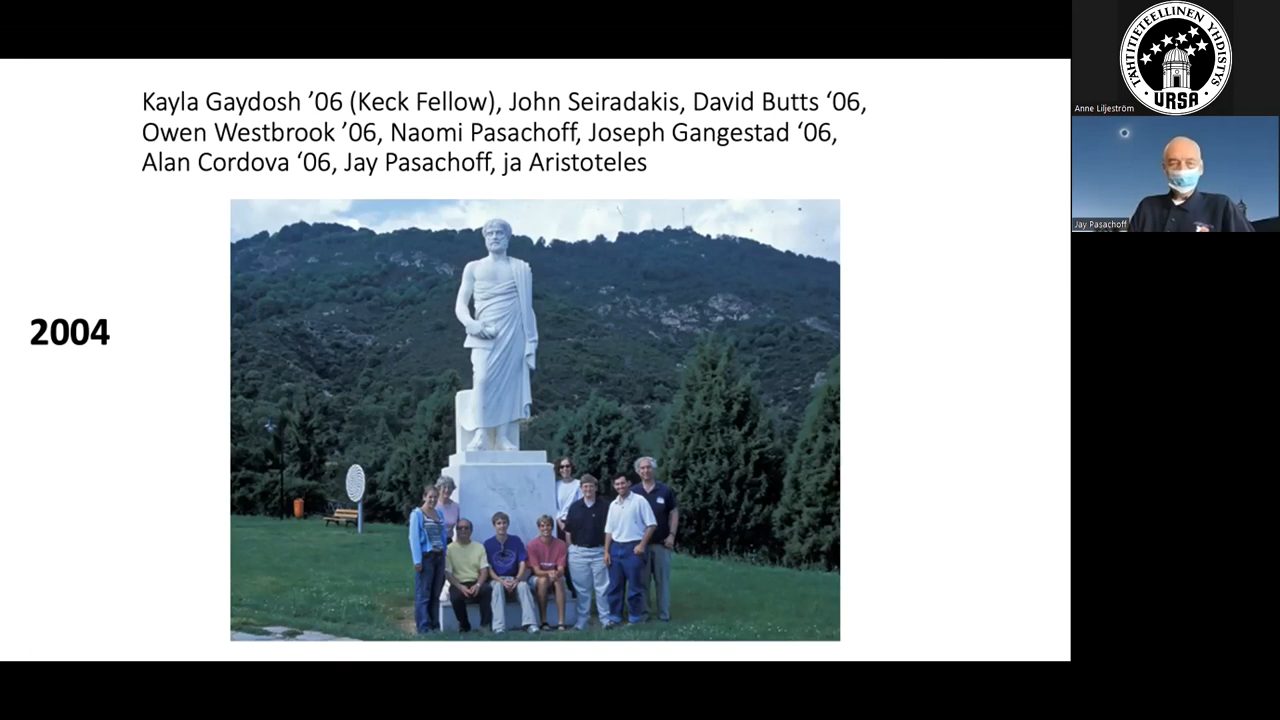 Kayla Gaydosh ’06 (Keck Fellow), John Seiradakis, David Butts ‘06,
Owen Westbrook ’06, Naomi Pasachoff, Joseph Gangestad ‘06,
Alan Cordova ‘06, Jay Pasachoff, ja Aristoteles
2004
TÄHTITIETEELLINEN YHDISTYS
• URSA •
Anne Liljeström
Jay Pasachoff